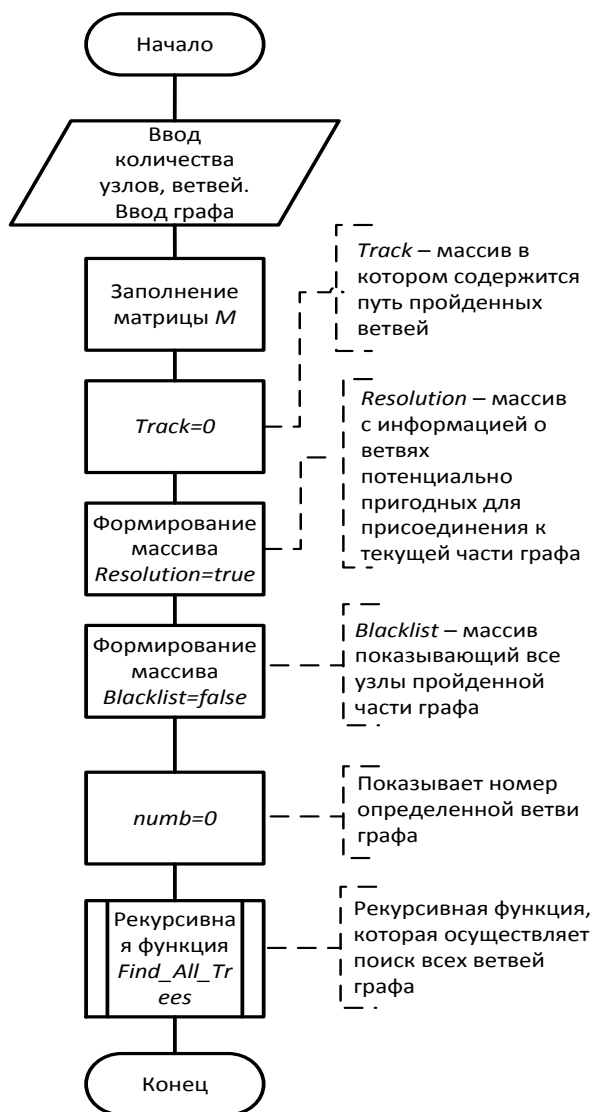 Начало
Ввод
количества
узлов, ветвей.
Ввод графа
Заполнение
матрицы M
Track – массив в
котором содержится
путь пройденных
ветвей
Track=0
Resolution – массив
с информацией о
ветвях
потенциально
пригодных для
присоединения к
текущей части графа
Формирование
массива
Resolution=true
Формирование
массива
Blacklist=false
Blacklist – массив
показывающий все
узлы пройденной
части графа
numb=0
Показывает номер
определенной ветви
графа
Рекурсивна
я функция
Find_All_Tr
ees
Рекурсивная функция,
которая осуществляет
поиск всех ветвей
графа
Конец